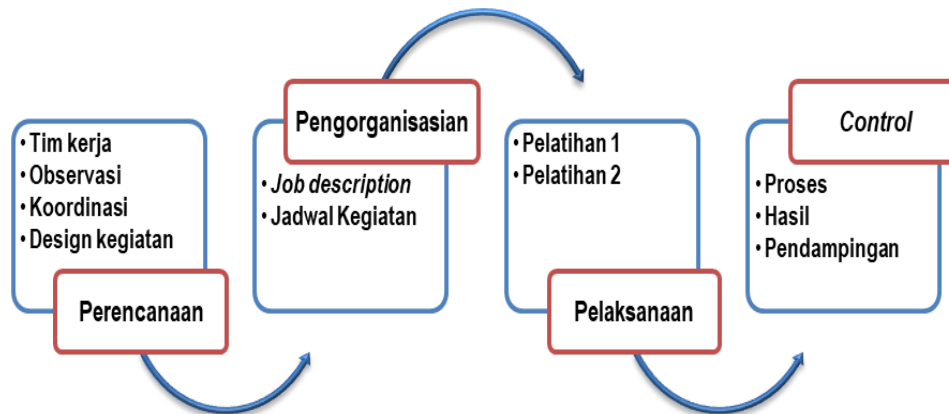 • Tim kerja
• Observasi
• Koordinasi
• Design kegiatan
Perencanaan
Pengorganisasian
• Job description
• Jadwal Kegiatan
• Pelatihan 1
• Pelatihan 2
Pelaksanaan
Control
• Proses
• Hasil
• Pendampingan